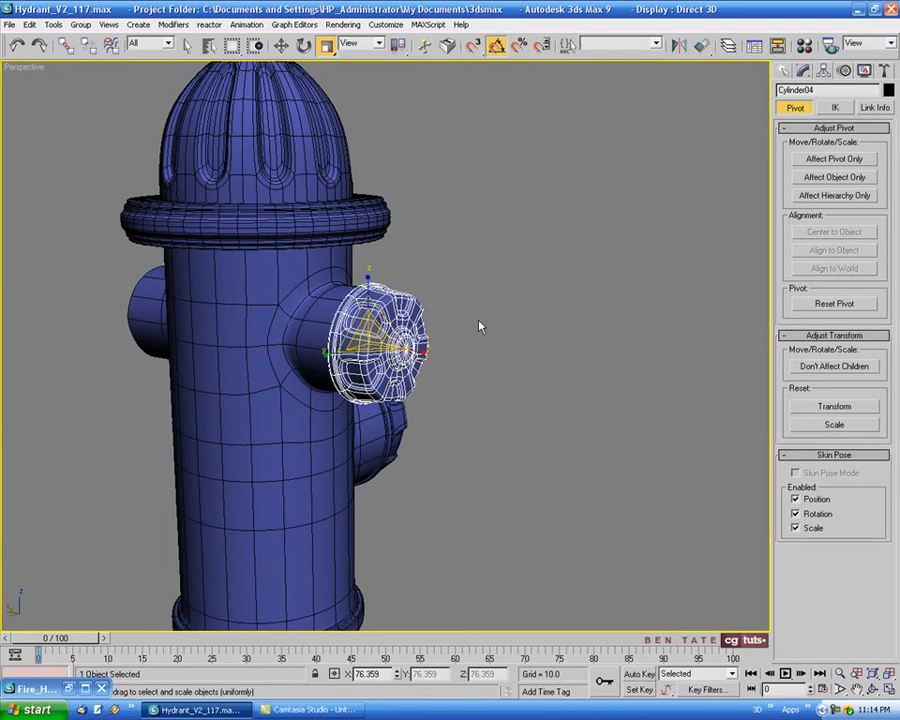 Hydrant_V2_117.max - Project Folder: C:\Documents and Settings\HP_Administrator\My Documents\3dsmax - Autodesk 3ds Max 9 - Display : Direct 3D
File Edit Tools Group Views Create Modifiers reactor Animation Graph Editors Rendering Customize MAXScript Help
All View View
Perspective
Cylinder04
Pivot IK Link Info
- Adjust Pivot
Move/Rotate/Scale:
Affect Pivot Only
Affect Object Only
Affect Hierarchy Only
Alignment:
Center to Object
Align to Object
Align to World
Pivot:
Reset Pivot
- Adjust Transform
Move/Rotate/Scale:
Don't Affect Children
Reset:
Transform
Scale
- Skin Pose
Skin Pose Mode
Enabled:
Position
Rotation
Scale
z
z
0 / 100
BEN TATE cg tuts+
0 5 10 15 20 25 30 35 40 45 50 55 60 65 70 75 80 85 90 95 100
1 Object Selected X: 76.359 Y: 76.359 Z: 76.359 Grid = 10.0 Auto Key Selected
Fire_H... drag to select and scale objects (uniformly) Add Time Tag Set Key Key Filters... 0
start Hydrant_V2_117.ma... Camtasia Studio - Unt... 3D Apps 11:14 PM